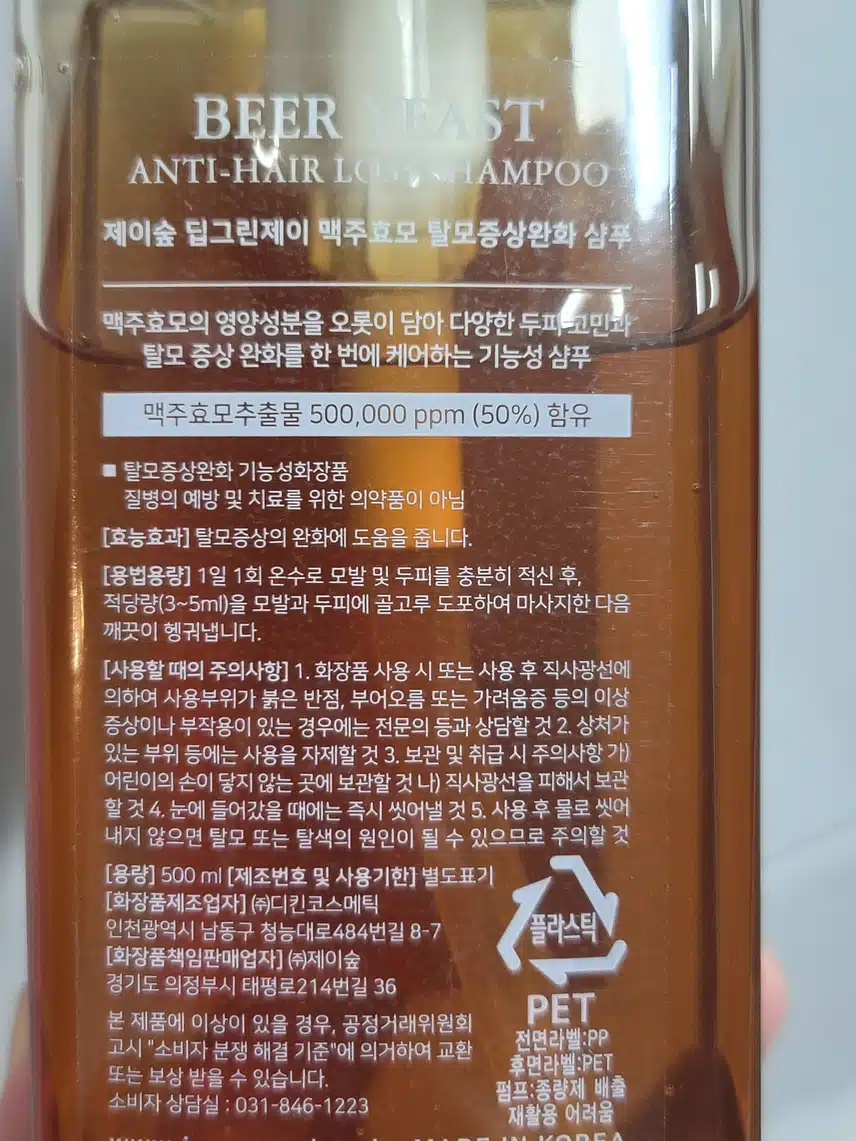 BEER YEAST
ANTI-HAIR LOSS SHAMPOO
제이숲 딥그린제이 맥주효모 탈모증상완화 샴푸
맥주효모의 영양성분을 오롯이 담아 다양한 두피 고민과
탈모 증상 완화를 한 번에 케어하는 기능성 샴푸
맥주효모추출물 500,000 ppm (50%) 함유
■ 탈모증상완화 기능성화장품
질병의 예방 및 치료를 위한 의약품이 아님
[효능효과] 탈모증상의 완화에 도움을 줍니다.
[용법용량] 1일 1회 온수로 모발 및 두피를 충분히 적신 후,
적당량(3~5ml)을 모발과 두피에 골고루 도포하여 마사지한 다음
깨끗이 헹궈냅니다.
[사용할 때의 주의사항] 1. 화장품 사용 시 또는 사용 후 직사광선에
의하여 사용부위가 붉은 반점, 부어오름 또는 가려움증 등의 이상
증상이나 부작용이 있는 경우에는 전문의 등과 상담할 것 2. 상처가
있는 부위 등에는 사용을 자제할 것 3. 보관 및 취급 시 주의사항 가)
어린이의 손이 닿지 않는 곳에 보관할 것 나) 직사광선을 피해서 보관
할 것 4. 눈에 들어갔을 때에는 즉시 씻어낼 것 5. 사용 후 물로 씻어
내지 않으면 탈모 또는 탈색의 원인이 될 수 있으므로 주의할 것
[용량] 500 ml [제조번호 및 사용기한] 별도표기
[화장품제조업자] ㈜디킨코스메틱
인천광역시 남동구 청능대로484번길 8-7
[화장품책임판매업자] ㈜제이숲
경기도 의정부시 태평로214번길 36
본 제품에 이상이 있을 경우, 공정거래위원회
고시 "소비자 분쟁 해결 기준"에 의거하여 교환
또는 보상 받을 수 있습니다.
소비자 상담실 : 031-846-1223
플라스틱
PET
전면라벨:PP
후면라벨:PET
펌프:종량제 배출
재활용 어려움
MADE IN KOREA